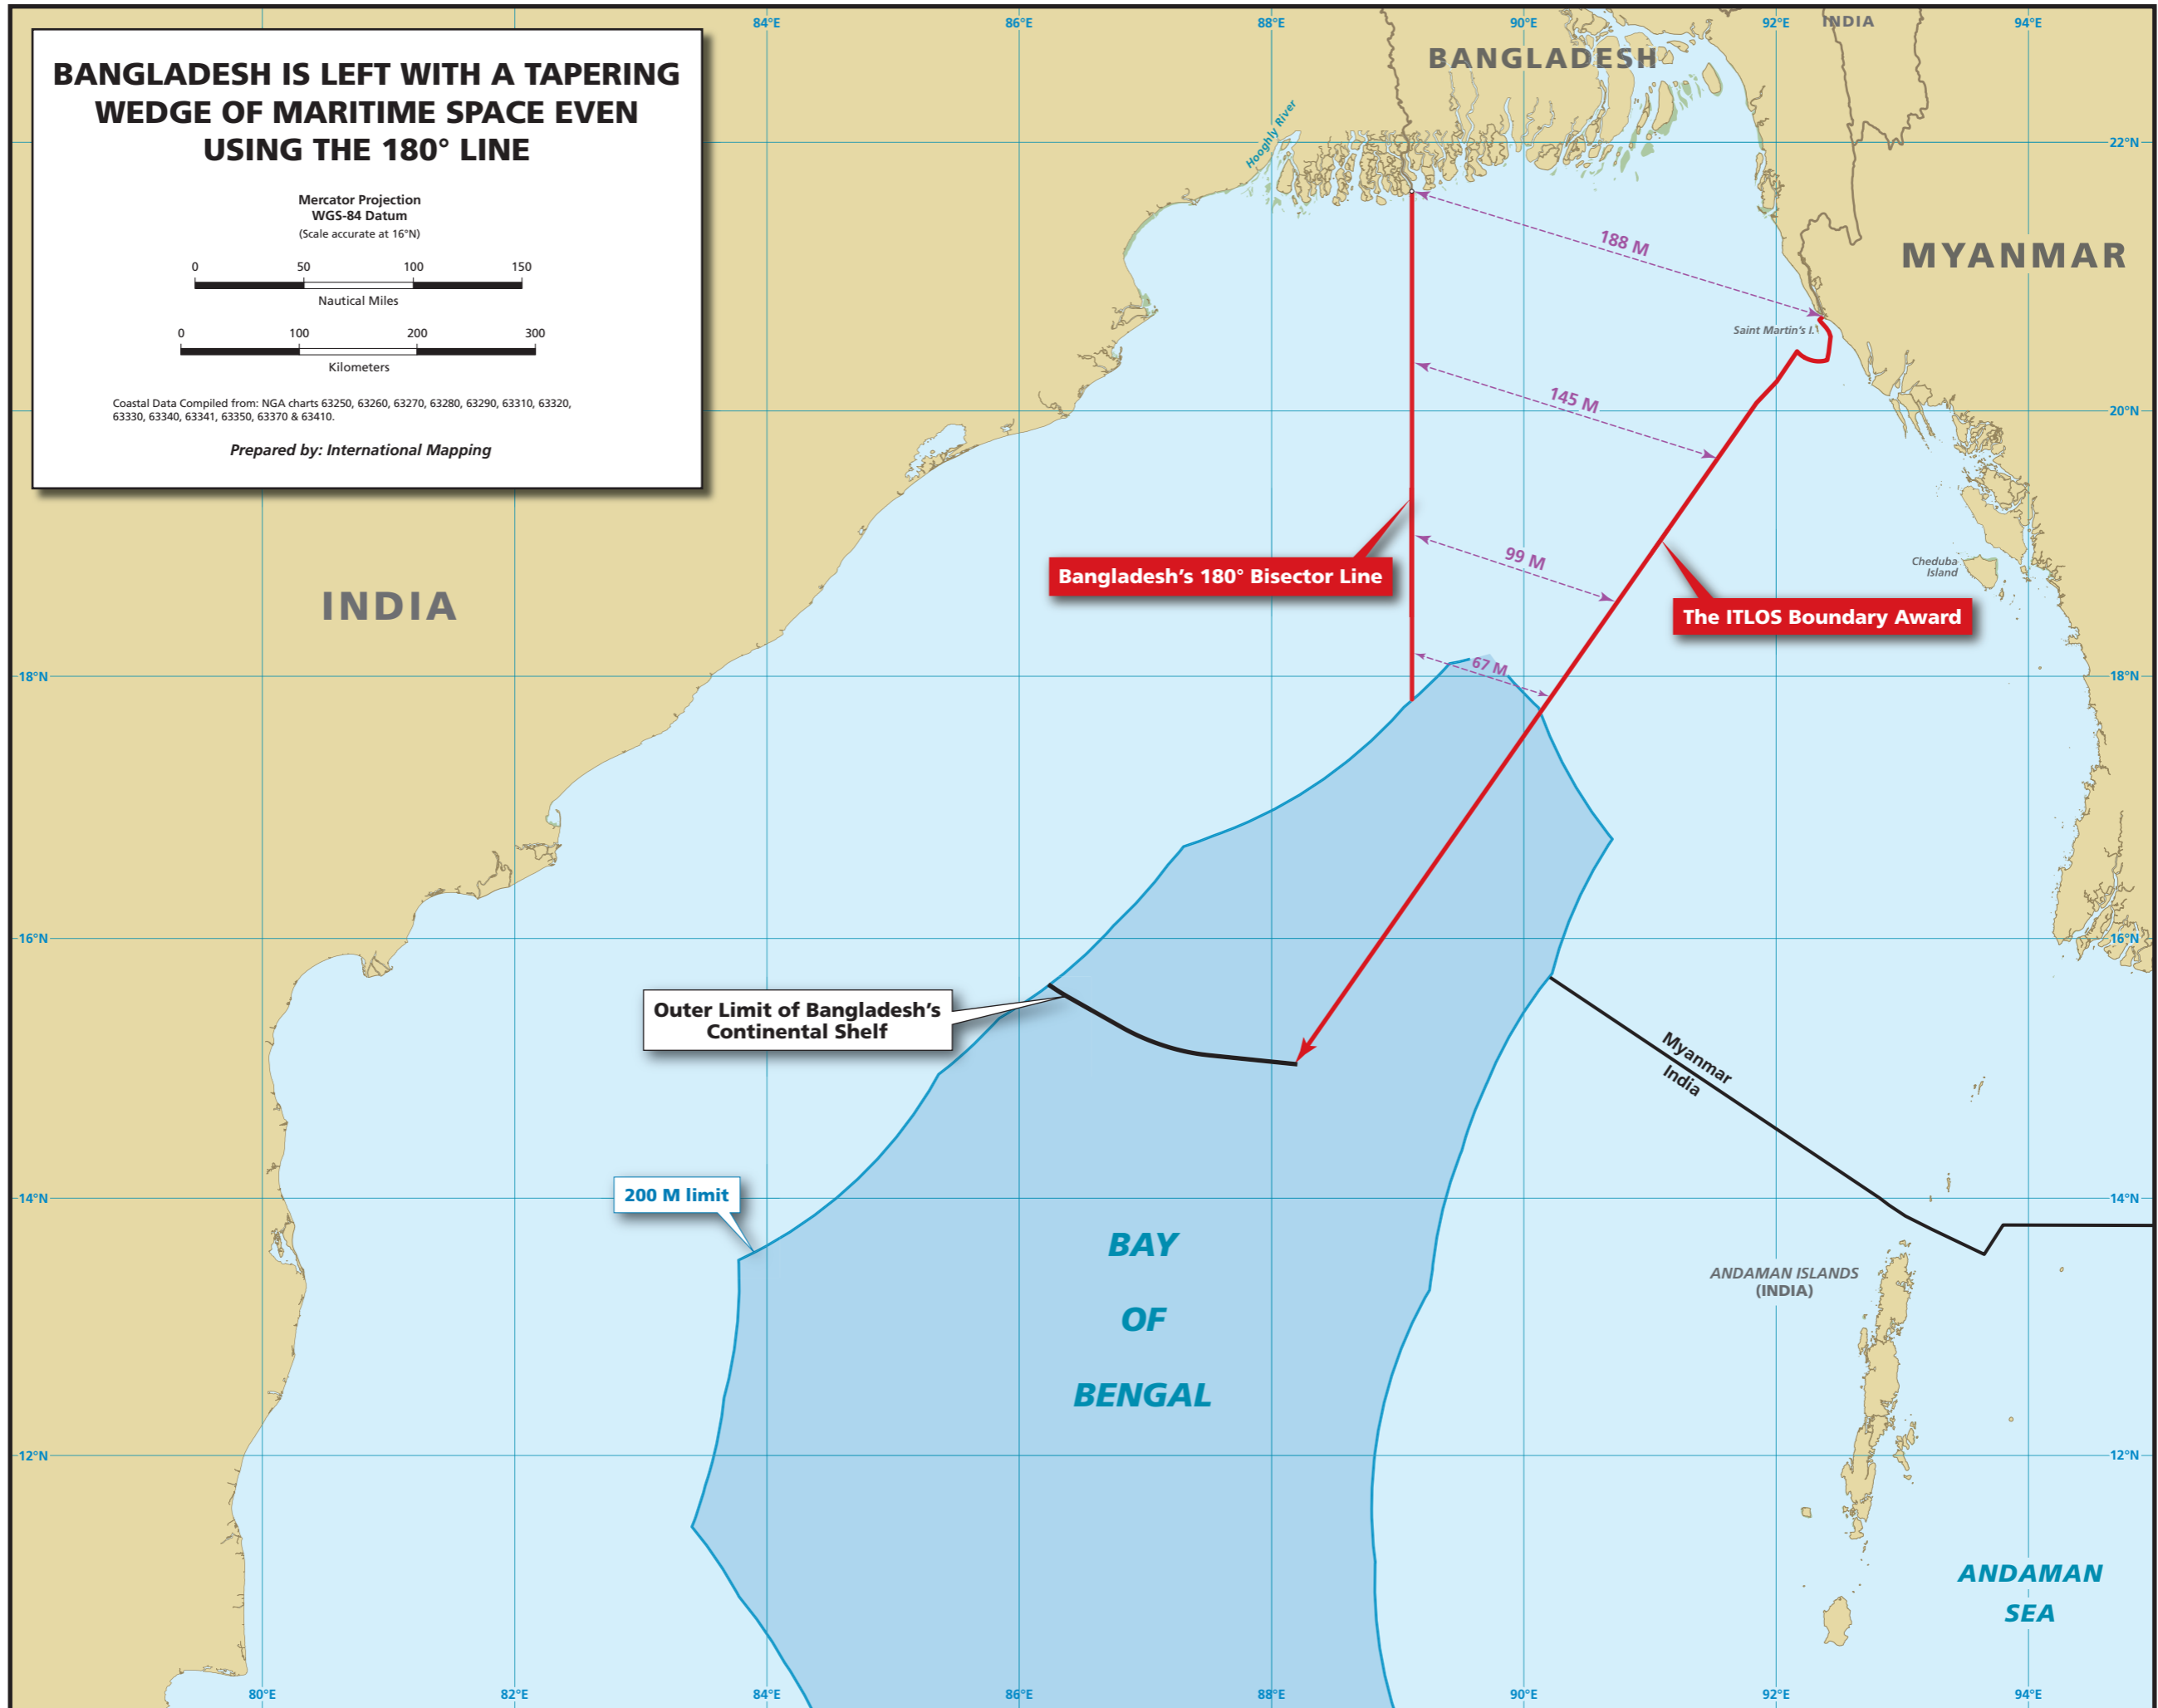 BANGLADESH IS LEFT WITH A TAPERING
WEDGE OF MARITIME SPACE EVEN
USING THE 180° LINE
Mercator Projection
WGS-84 Datum
(Scale accurate at 16°N)
0 50 100 150
Nautical Miles
0 100 200 300
Kilometers
Coastal Data Compiled from: NGA charts 63250, 63260, 63270, 63280, 63290, 63310, 63320,
63330, 63340, 63341, 63350, 63370 & 63410.
Prepared by: International Mapping
84°E 86°E 88°E 90°E 92°E 94°E
INDIA
BANGLADESH
Hooghly River
22°N
188 M
MYANMAR
Saint Martin's I.
145 M
20°N
99 M
Cheduba
Island
Bangladesh's 180° Bisector Line
INDIA
The ITLOS Boundary Award
67 M
18°N 18°N
16°N 16°N
Outer Limit of Bangladesh's
Continental Shelf
Myanmar
India
200 M limit
14°N 14°N
BAY
OF
BENGAL
ANDAMAN ISLANDS
(INDIA)
12°N 12°N
ANDAMAN
SEA
80°E 82°E 84°E 86°E 88°E 90°E 92°E 94°E